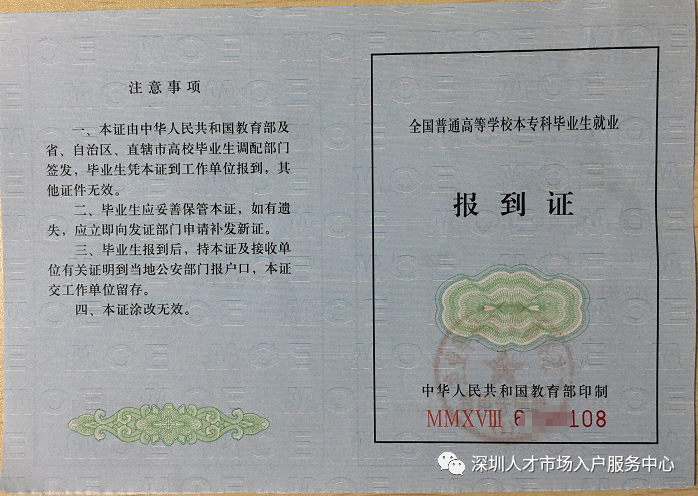 注意事项
一、本证由中华人民共和国教育部及
省、自治区、直辖市高校毕业生调配部门
签发，毕业生凭本证到工作单位报到，其
他证件无效。
二、毕业生应妥善保管本证，如有遗
失，应立即向发证部门申请补发新证。
三、毕业生报到后，持本证及接收单
位有关证明到当地公安部门报户口，本证
交工作单位留存。
四、本证涂改无效。
全国普通高等学校本专科毕业生就业
报到证
中华人民共和国教育部印制
MMXVIII 6 108
深圳人才市场入户服务中心